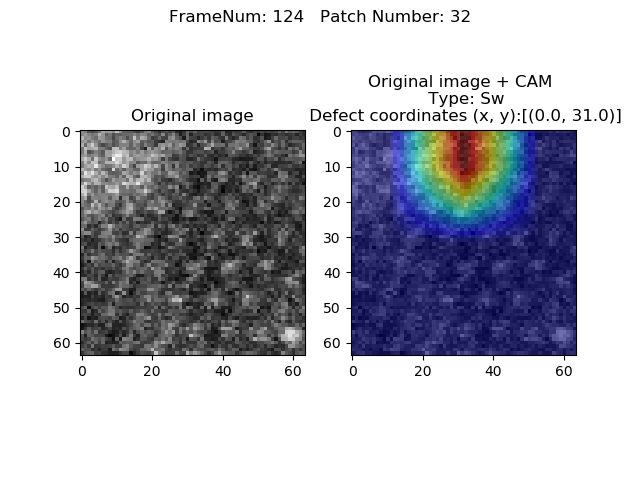 FrameNum: 124   Patch Number: 32
Original image
Original image + CAM
Type: Sw
Defect coordinates (x, y):[(0.0, 31.0)]
0
10
20
30
40
50
60
0 20 40 60
0
10
20
30
40
50
60
0 20 40 60